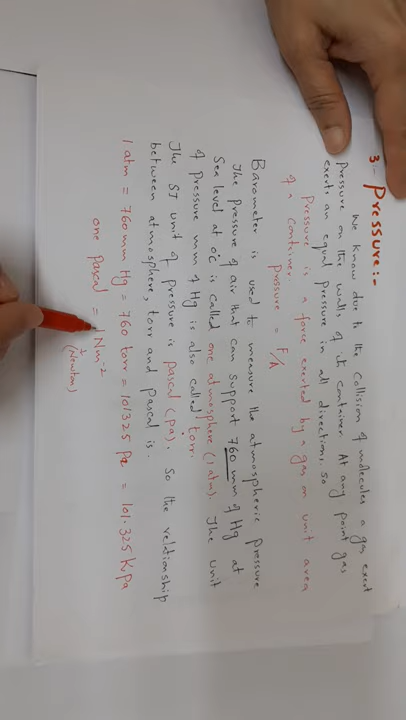 3- Pressure:-
We know due to the collision of molecules a gas exert
Pressure on the walls of its container. At any point gas
exerts an equal pressure in all directions. So
Pressure is a force exerted by a gas on unit area
of a container.
Pressure = F/A
Barometer is used to measure the atmospheric pressure
The pressure of air that can support 760 mm of Hg at
Sea level at 0c is called one atmosphere (1 atm). The unit
of pressure mm of Hg is also called torr.
The SI unit of pressure is pascal (pa). So the relationship
between atmosphere, torr and Pascal is.
1 atm = 760 mm Hg = 760 torr = 101325 Pa = 101.325 KPa
one pascal = 1 Nm⁻²
(Newton)